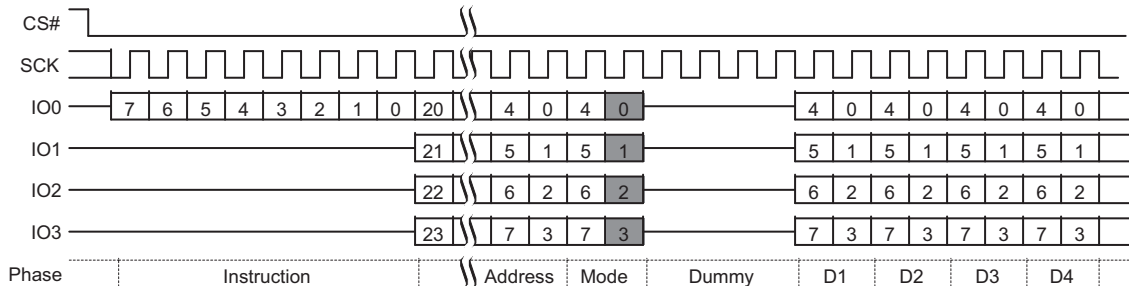 CS#
SCK
IO0 7 6 5 4 3 2 1 0 20 4 0 4 0 4 0 4 0 4 0 4 0
IO1 21 5 1 5 1 5 1 5 1 5 1 5 1
IO2 22 6 2 6 2 6 2 6 2 6 2 6 2
IO3 23 7 3 7 3 7 3 7 3 7 3 7 3
Phase Instruction Address Mode Dummy D1 D2 D3 D4